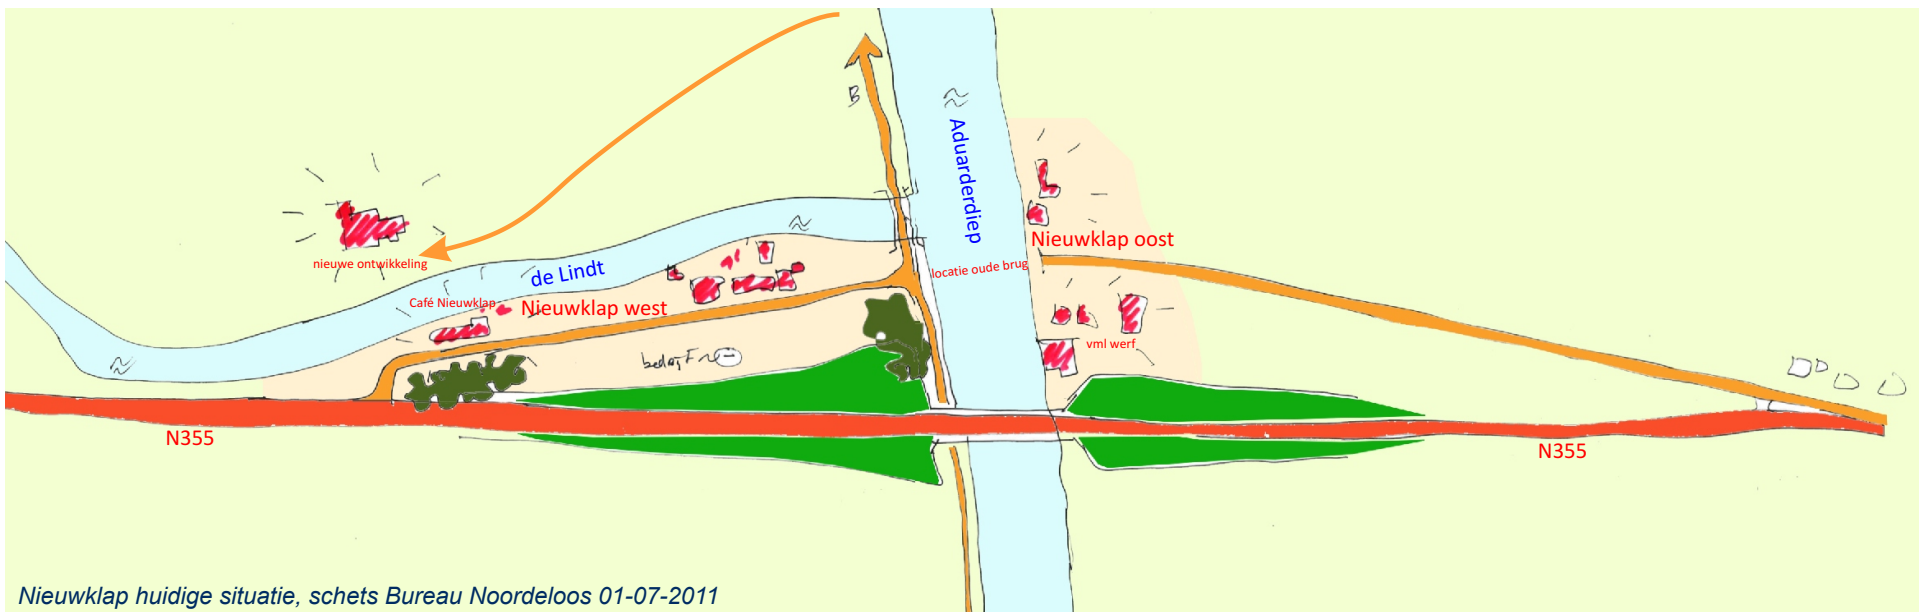 B
Aduarderdiep
Nieuwklap oost
nieuwe ontwikkeling
de Lindt
locatie oude brug
Café Nieuwklap
Nieuwklap west
vml werf
N355
N355
Nieuwklap huidige situatie, schets Bureau Noordeloos 01-07-2011